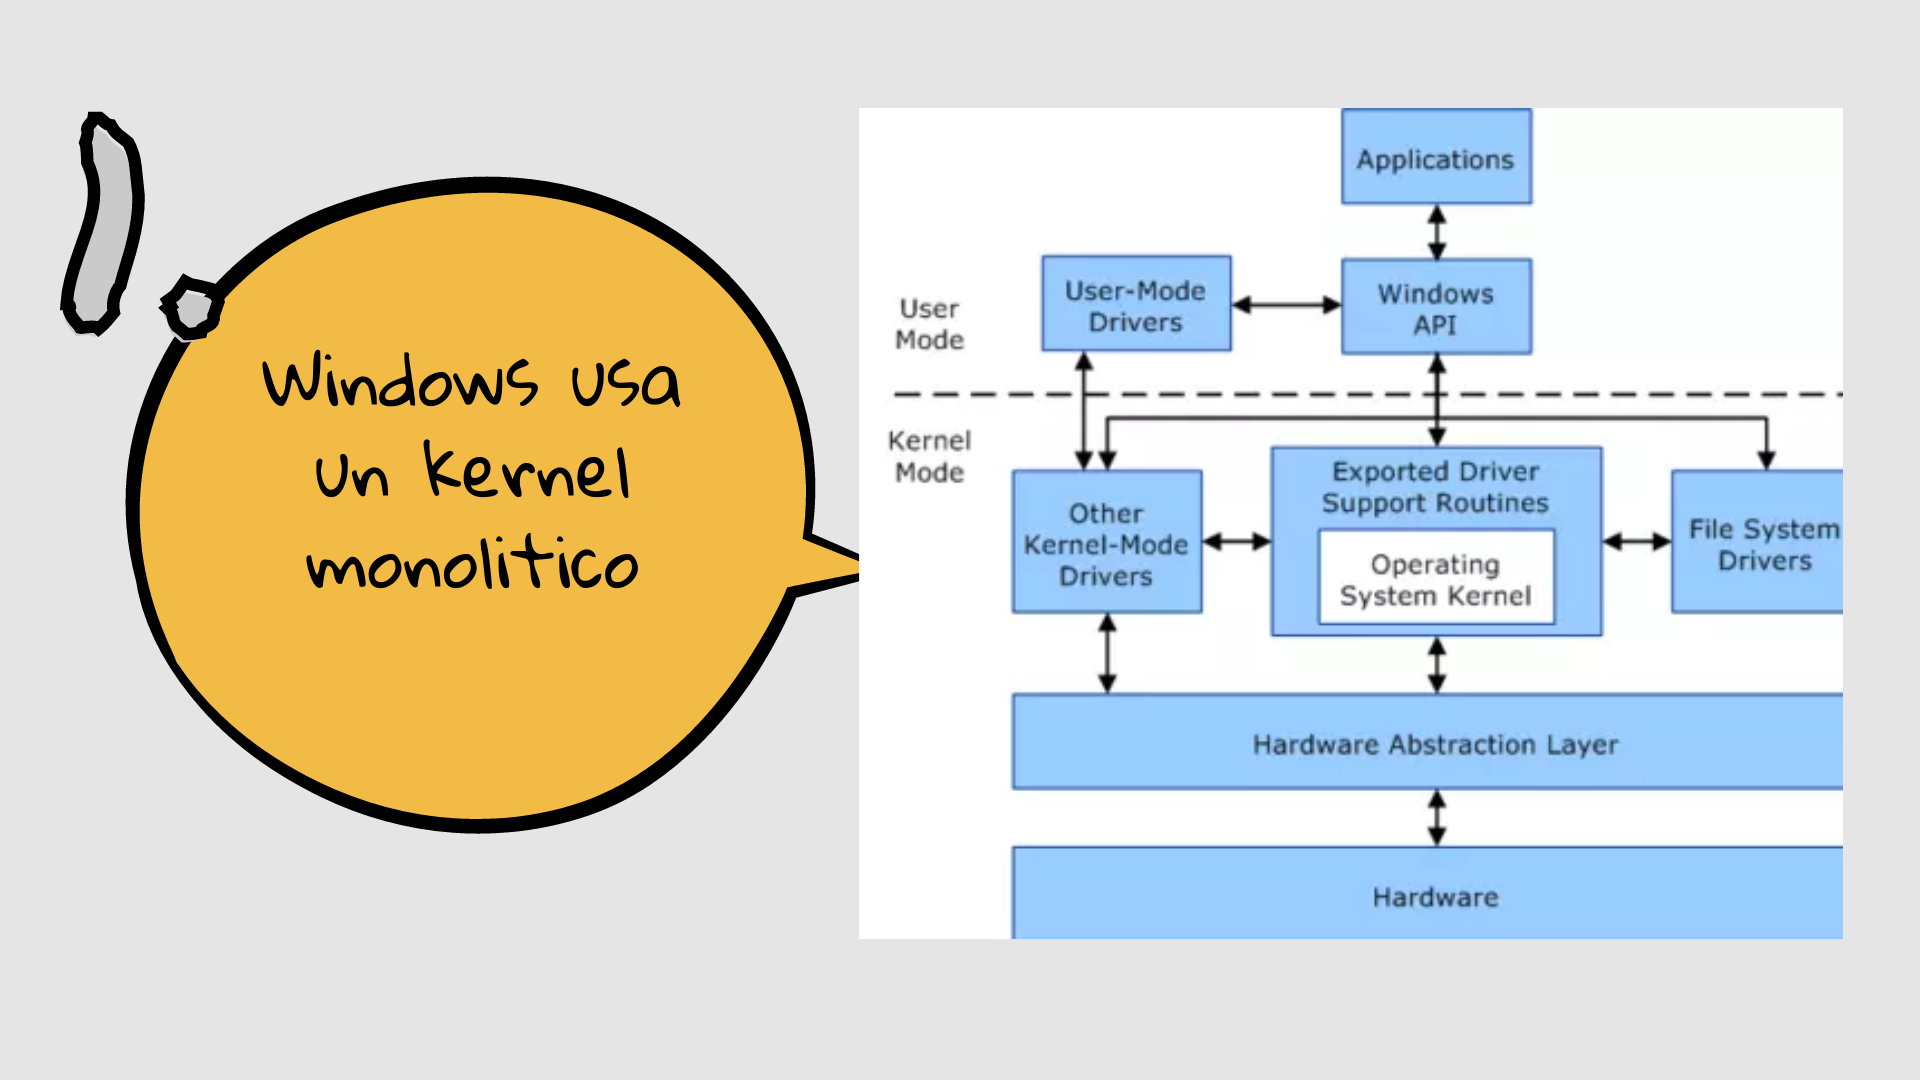 Windows usa
un kernel
monolitico
Applications
User-Mode
Drivers
Windows
API
User
Mode
Kernel
Mode
Other
Kernel-Mode
Drivers
Exported Driver
Support Routines
Operating
System Kernel
File System
Drivers
Hardware Abstraction Layer
Hardware